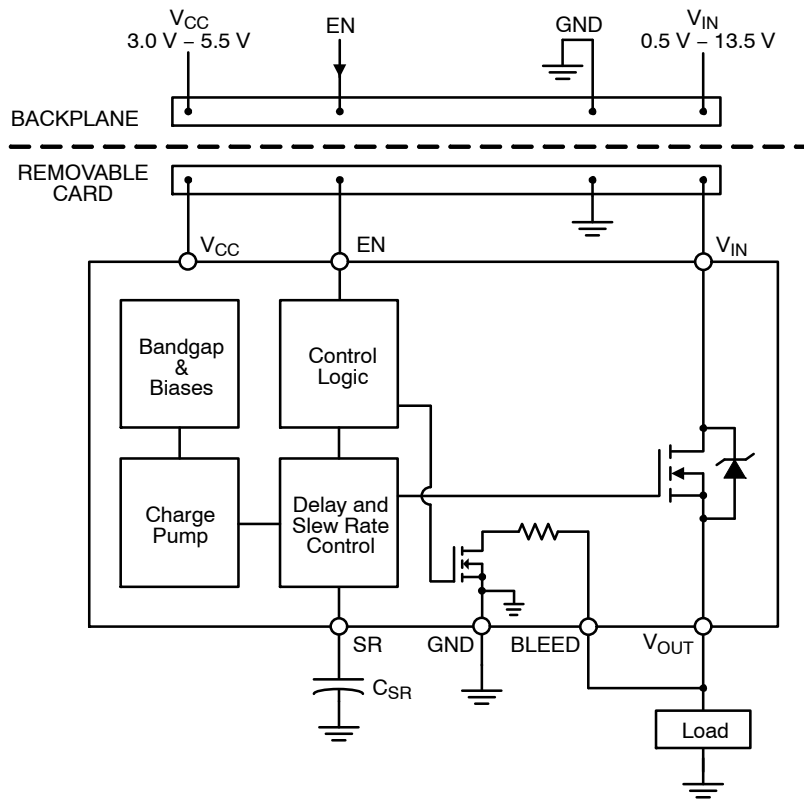 VCC
3.0 V – 5.5 V
EN
GND
VIN
0.5 V – 13.5 V
BACKPLANE
REMOVABLE
CARD
VCC
EN
VIN
Bandgap
&
Biases
Control
Logic
Charge
Pump
Delay and
Slew Rate
Control
SR
GND
BLEED
VOUT
CSR
Load